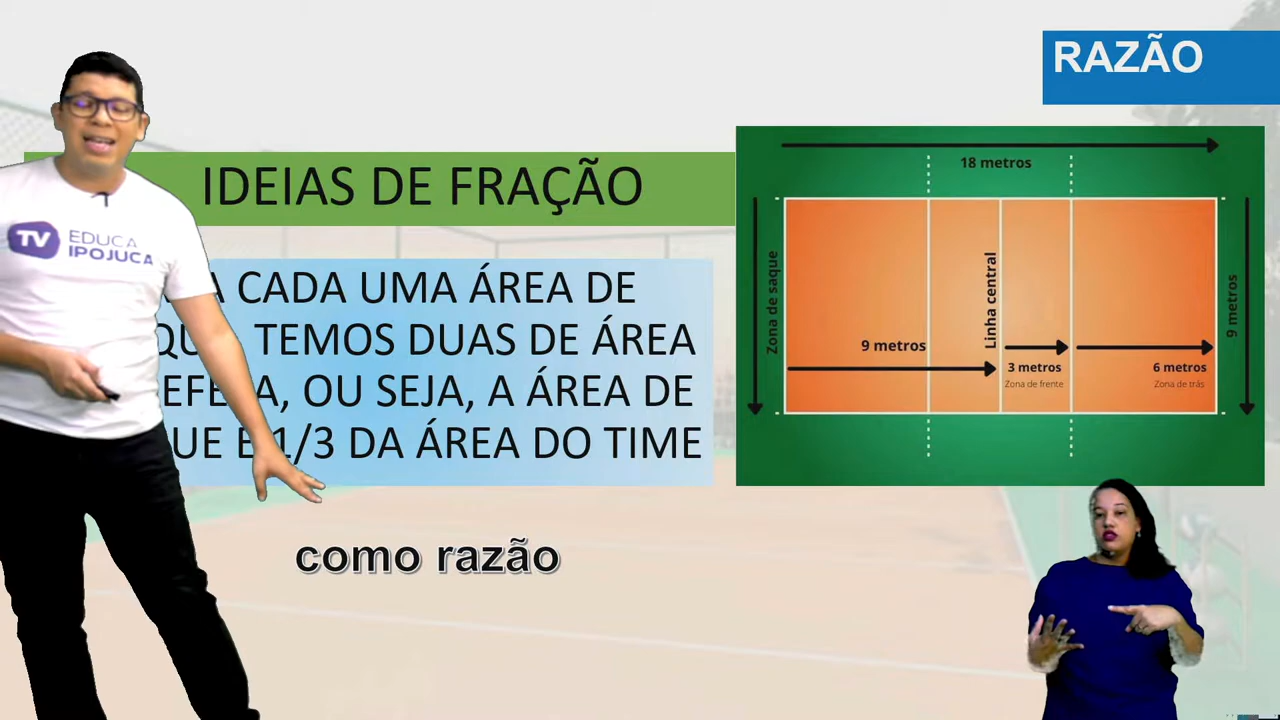 RAZÃO
IDEIAS DE FRAÇÃO
TV EDUCA
IPOJUCA
A CADA UMA ÁREA DE
TEMOS DUAS DE ÁREA
OU SEJA, A ÁREA DE
1/3 DA ÁREA DO TIME
como razão
18 metros
Zona de saque
Linha central
9 metros
9 metros
3 metros
Zona de frente
6 metros
Zona de trás